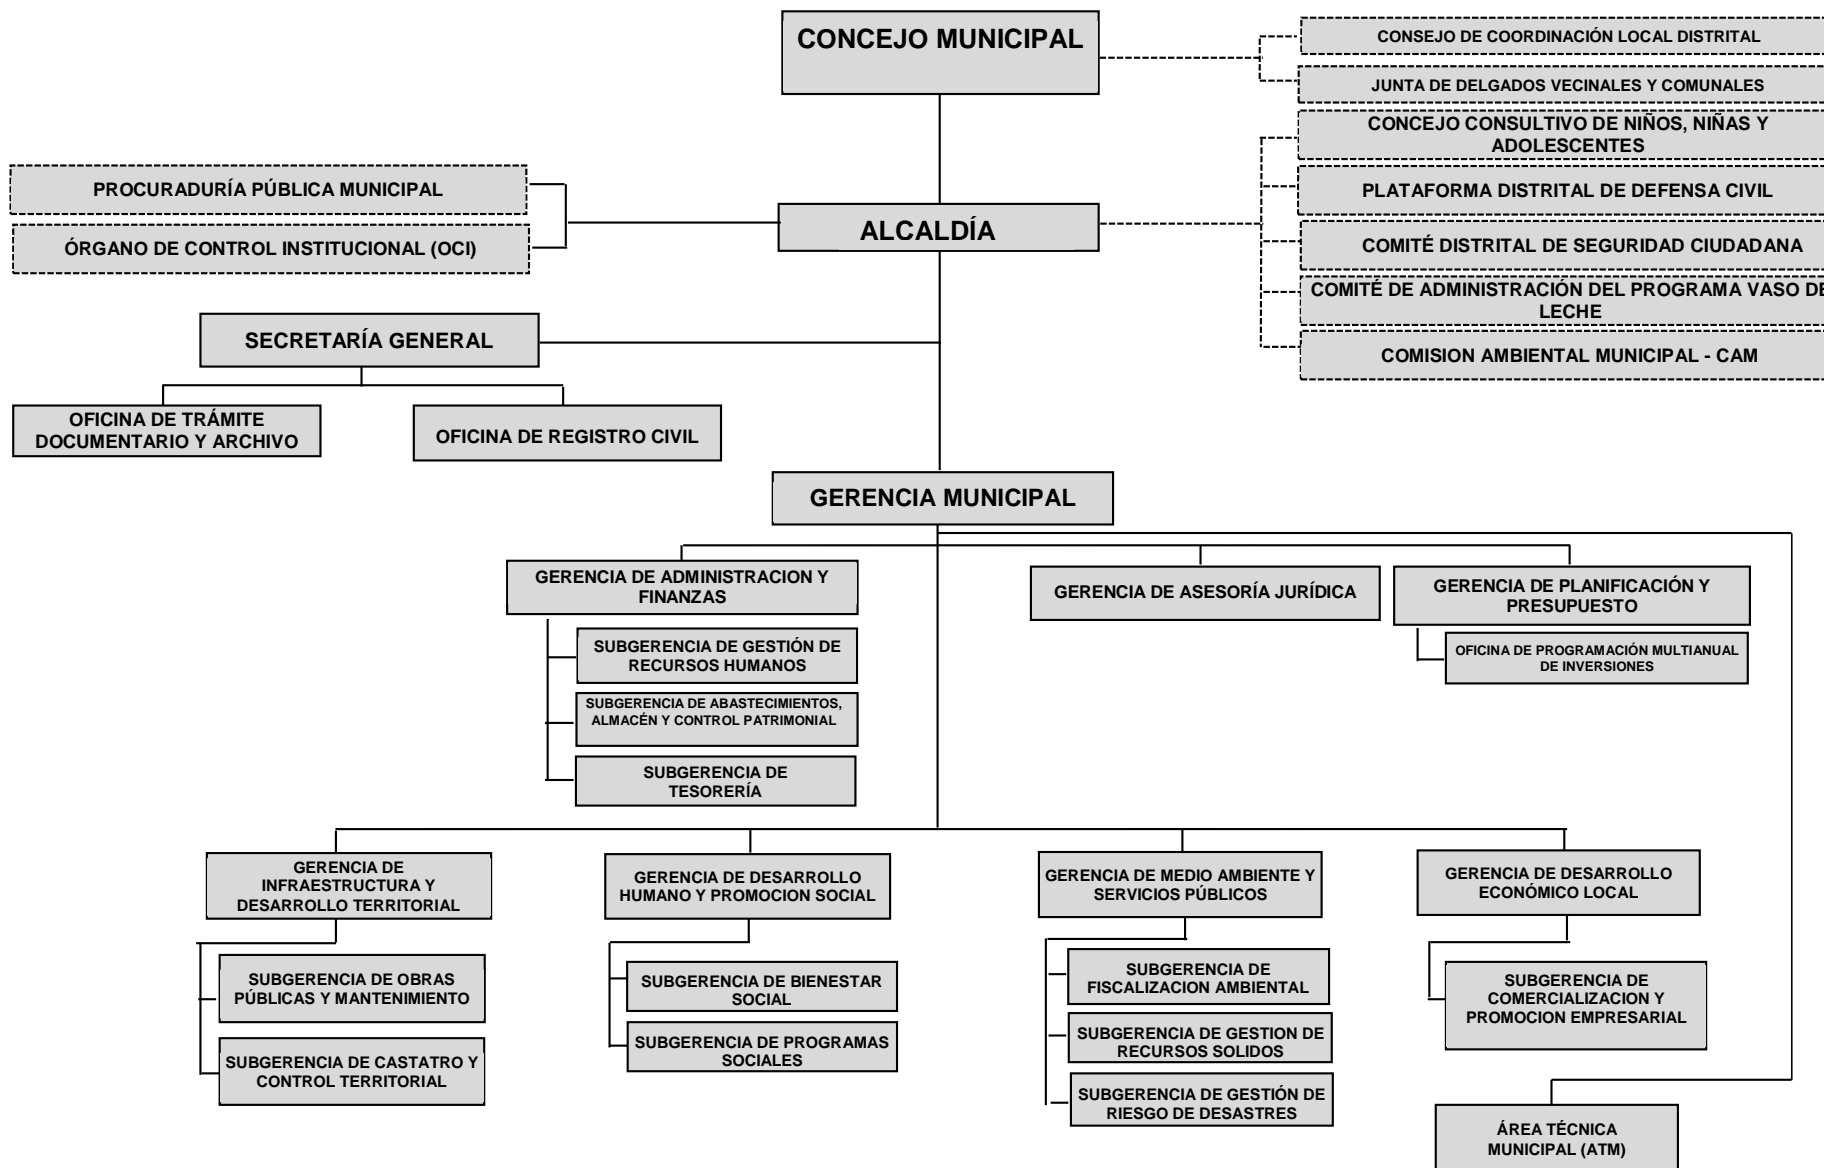 CONCEJO MUNICIPAL
CONSEJO DE COORDINACIÓN LOCAL DISTRITAL
JUNTA DE DELGADOS VECINALES Y COMUNALES
CONCEJO CONSULTIVO DE NIÑOS, NIÑAS Y
ADOLESCENTES
PROCURADURÍA PÚBLICA MUNICIPAL
PLATAFORMA DISTRITAL DE DEFENSA CIVIL
ALCALDÍA
ÓRGANO DE CONTROL INSTITUCIONAL (OCI)
COMITÉ DISTRITAL DE SEGURIDAD CIUDADANA
COMITÉ DE ADMINISTRACIÓN DEL PROGRAMA VASO DE
LECHE
SECRETARÍA GENERAL
COMISION AMBIENTAL MUNICIPAL - CAM
OFICINA DE TRÁMITE
DOCUMENTARIO Y ARCHIVO
OFICINA DE REGISTRO CIVIL
GERENCIA MUNICIPAL
GERENCIA DE ADMINISTRACION Y
FINANZAS
GERENCIA DE ASESORÍA JURÍDICA
GERENCIA DE PLANIFICACIÓN Y
PRESUPUESTO
SUBGERENCIA DE GESTIÓN DE
RECURSOS HUMANOS
OFICINA DE PROGRAMACIÓN MULTIANUAL
DE INVERSIONES
SUBGERENCIA DE ABASTECIMIENTOS,
ALMACÉN Y CONTROL PATRIMONIAL
SUBGERENCIA DE
TESORERÍA
GERENCIA DE
INFRAESTRUCTURA Y
DESARROLLO TERRITORIAL
GERENCIA DE DESARROLLO
HUMANO Y PROMOCION SOCIAL
GERENCIA DE MEDIO AMBIENTE Y
SERVICIOS PÚBLICOS
GERENCIA DE DESARROLLO
ECONÓMICO LOCAL
SUBGERENCIA DE OBRAS
PÚBLICAS Y MANTENIMIENTO
SUBGERENCIA DE BIENESTAR
SOCIAL
SUBGERENCIA DE
FISCALIZACION AMBIENTAL
SUBGERENCIA DE
COMERCIALIZACION Y
PROMOCION EMPRESARIAL
SUBGERENCIA DE CASTATRO Y
CONTROL TERRITORIAL
SUBGERENCIA DE PROGRAMAS
SOCIALES
SUBGERENCIA DE GESTION DE
RECURSOS SOLIDOS
SUBGERENCIA DE GESTIÓN DE
RIESGO DE DESASTRES
ÁREA TÉCNICA
MUNICIPAL (ATM)